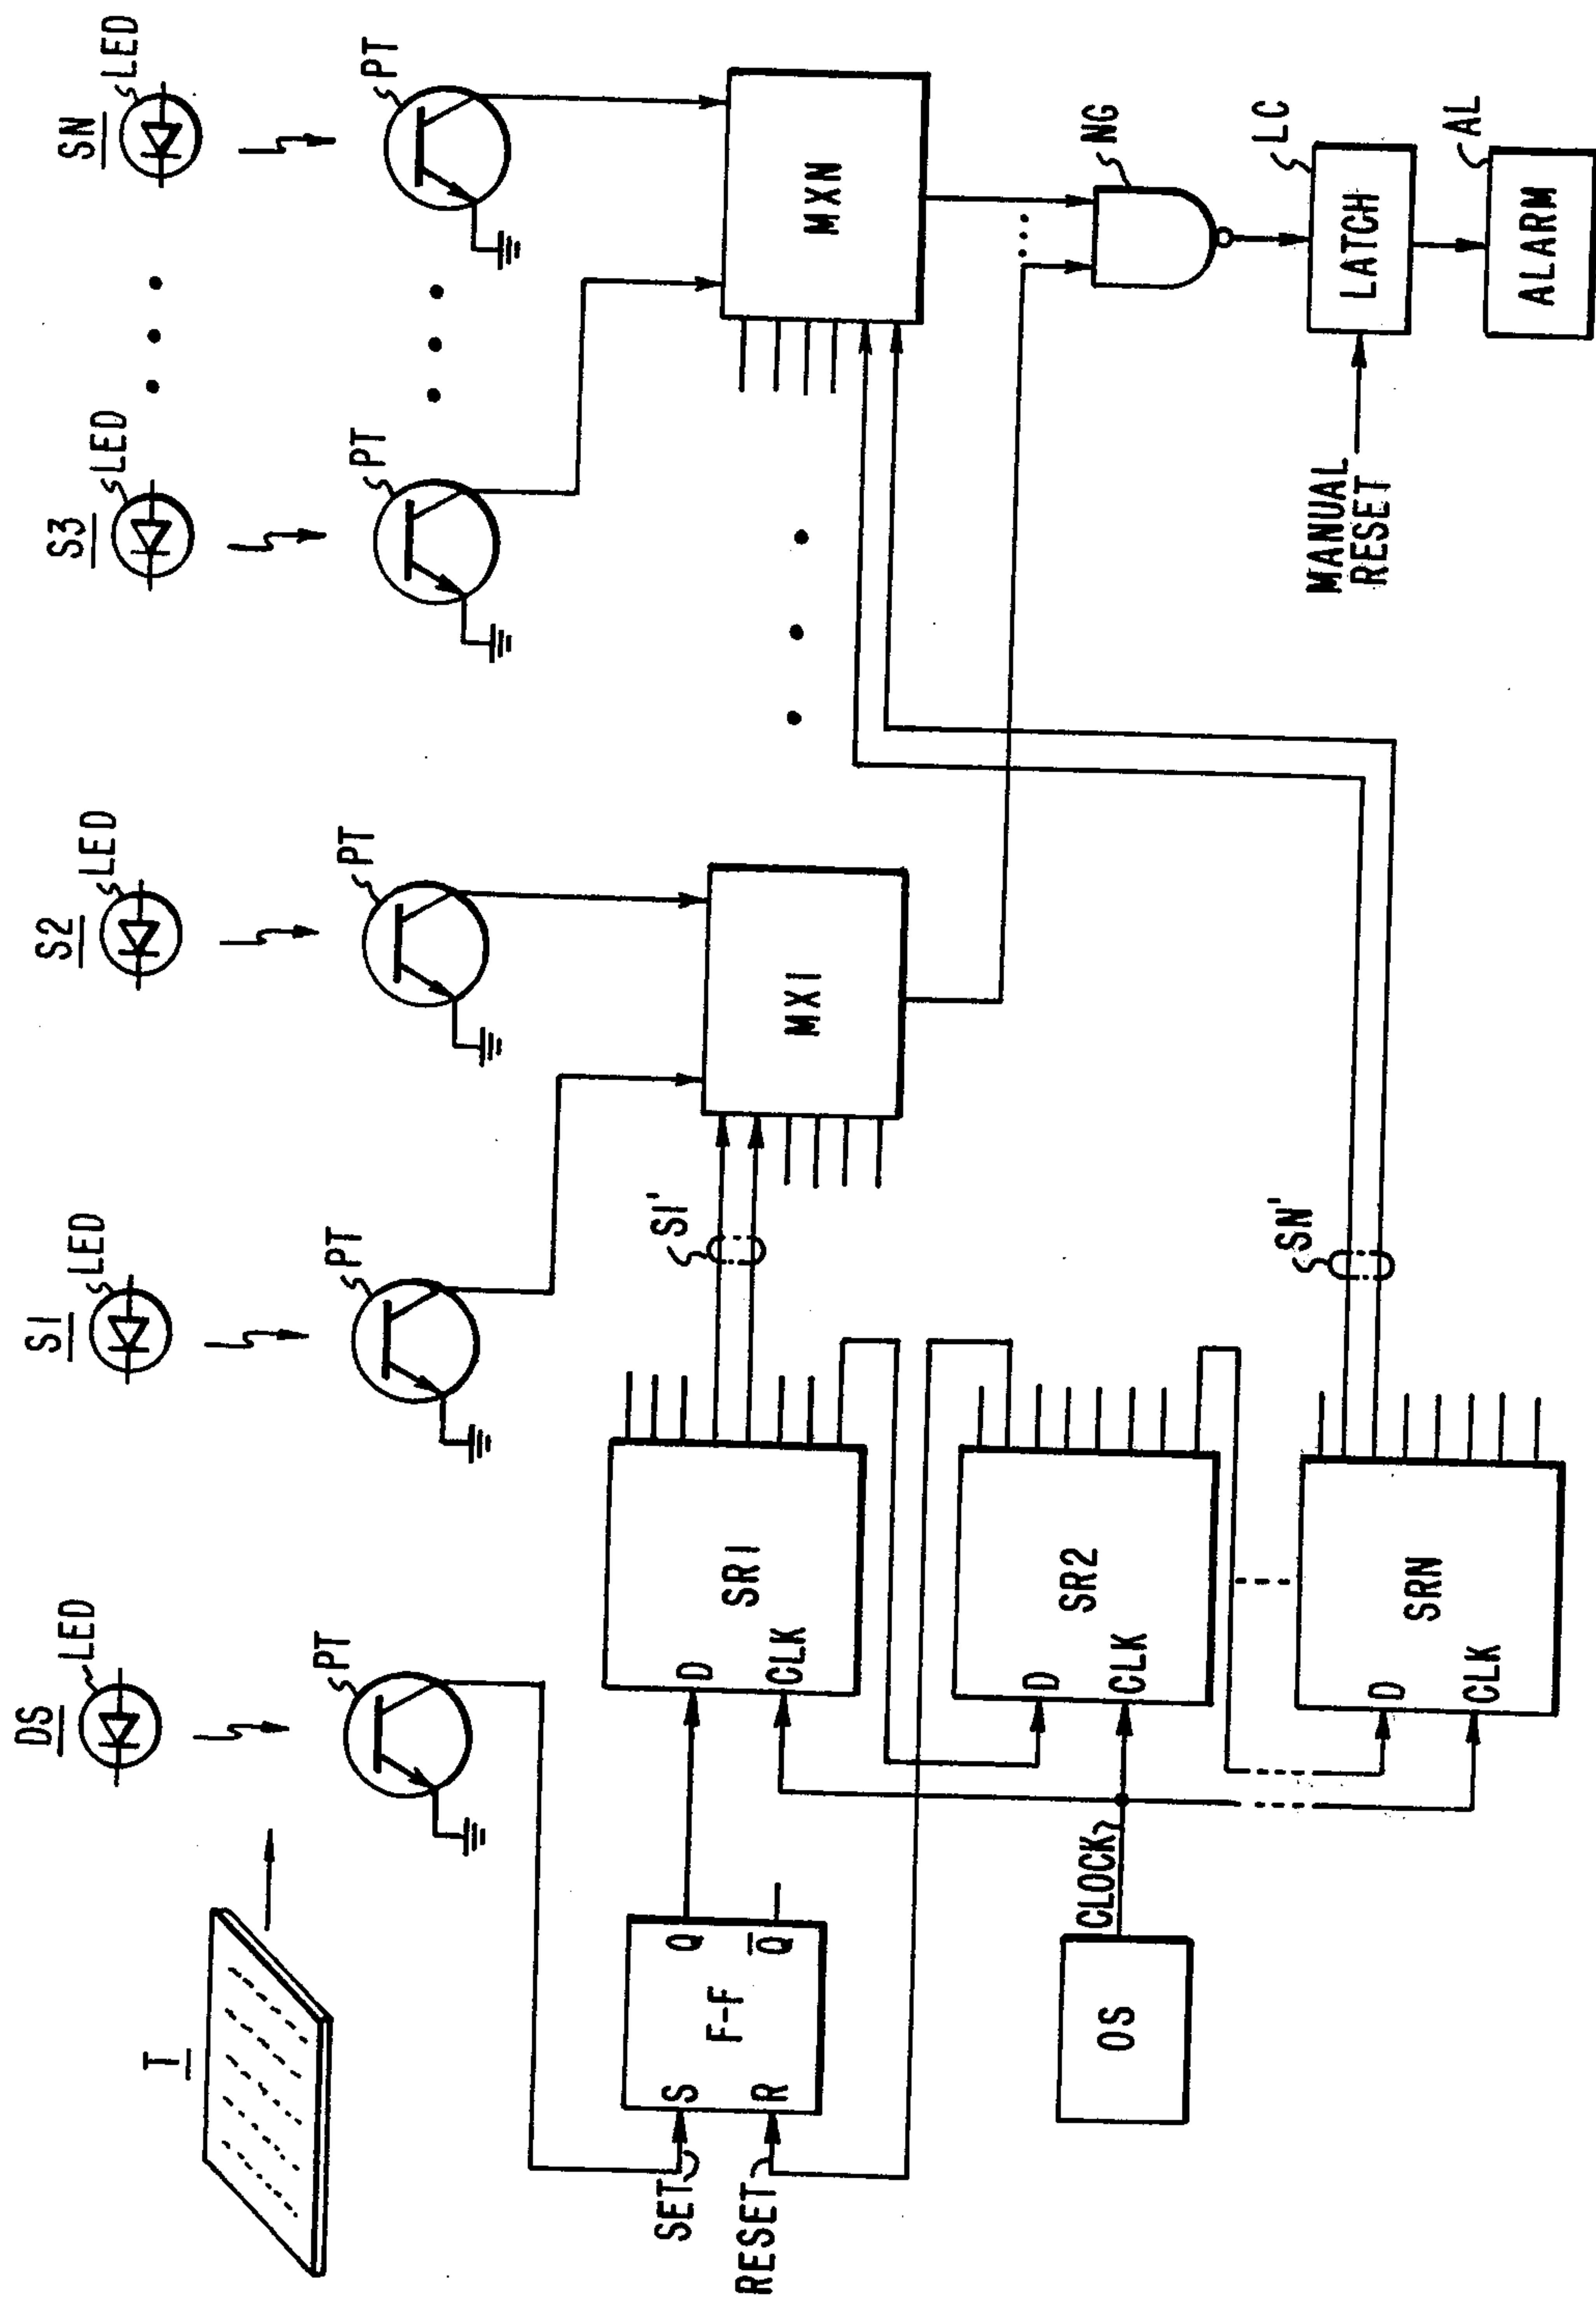 T
DS
LED
S1
LED
S2
LED
S3
LED
SN
LED
PT
PT
PT
PT
PT
SET
RESET
S
R
F-F
Q
Q̅
D
CLK
SR1
S1'
MX1
MXN
OS
CLOCK
D
CLK
SR2
D
CLK
SRN
SN'
NG
MANUAL
RESET
LATCH
LC
ALARM
AL